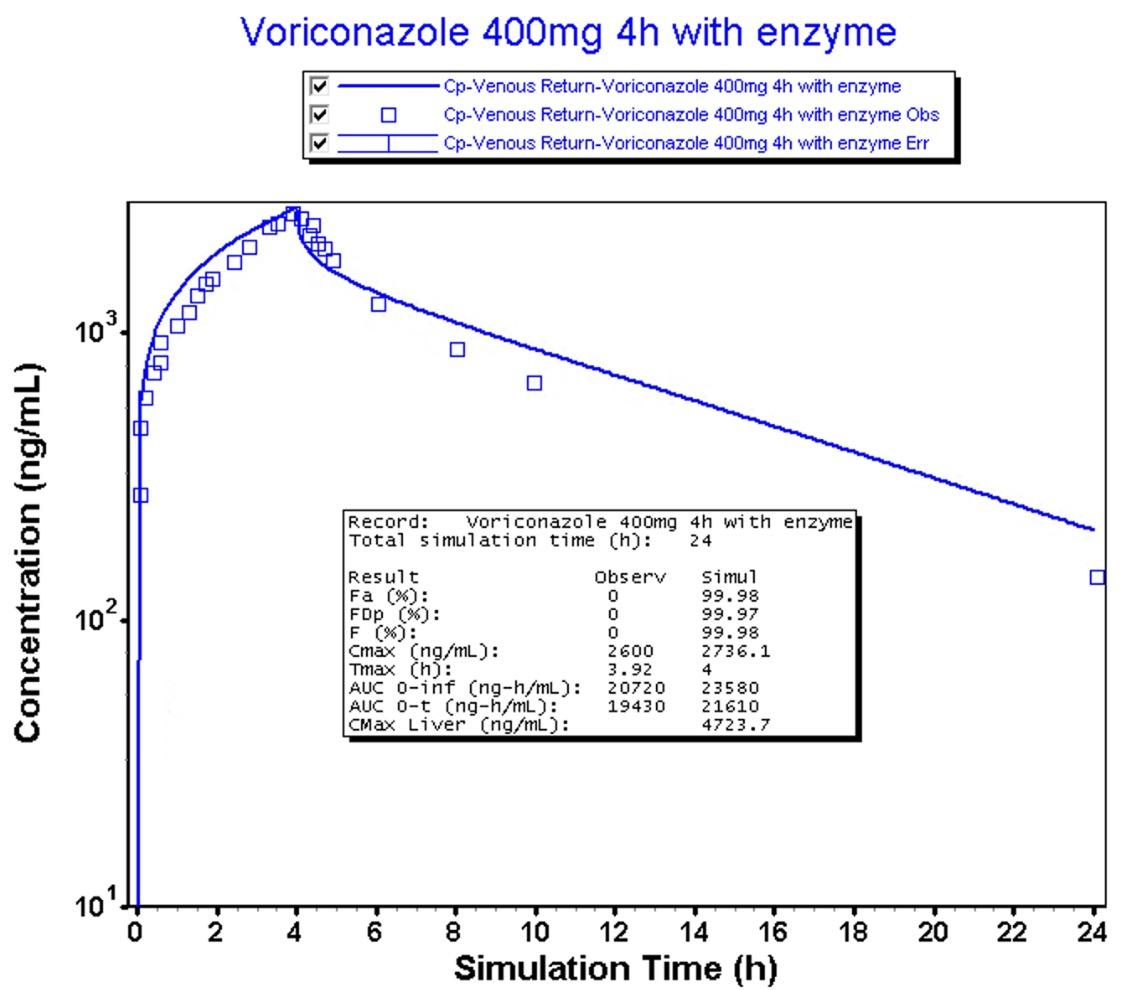 Voriconazole 400mg 4h with enzyme
Cp-Venous Return-Voriconazole 400mg 4h with enzyme
Cp-Venous Return-Voriconazole 400mg 4h with enzyme Obs
Cp-Venous Return-Voriconazole 400mg 4h with enzyme Err
Concentration (ng/mL)
10³
10²
10¹
Record: Voriconazole 400mg 4h with enzyme
Total simulation time (h): 24
Result Observ Simul
Fa (%): 0 99.98
FDp (%): 0 99.97
F (%): 0 99.98
Cmax (ng/mL): 2600 2736.1
Tmax (h): 3.92 4
AUC 0-inf (ng-h/mL): 20720 23580
AUC 0-t (ng-h/mL): 19430 21610
CMax Liver (ng/mL): 4723.7
0 2 4 6 8 10 12 14 16 18 20 22 24
Simulation Time (h)